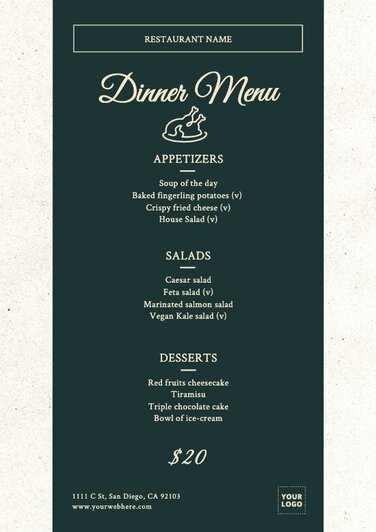 RESTAURANT NAME
Dinner Menu
APPETIZERS
Soup of the day
Baked fingerling potatoes (v)
Crispy fried cheese (v)
House Salad (v)
SALADS
Caesar salad
Feta salad (v)
Marinated salmon salad
Vegan Kale salad (v)
DESSERTS
Red fruits cheesecake
Tiramisu
Triple chocolate cake
Bowl of ice-cream
$20
1111 C St, San Diego, CA 92103
www.yourwebhere.com
YOUR
LOGO